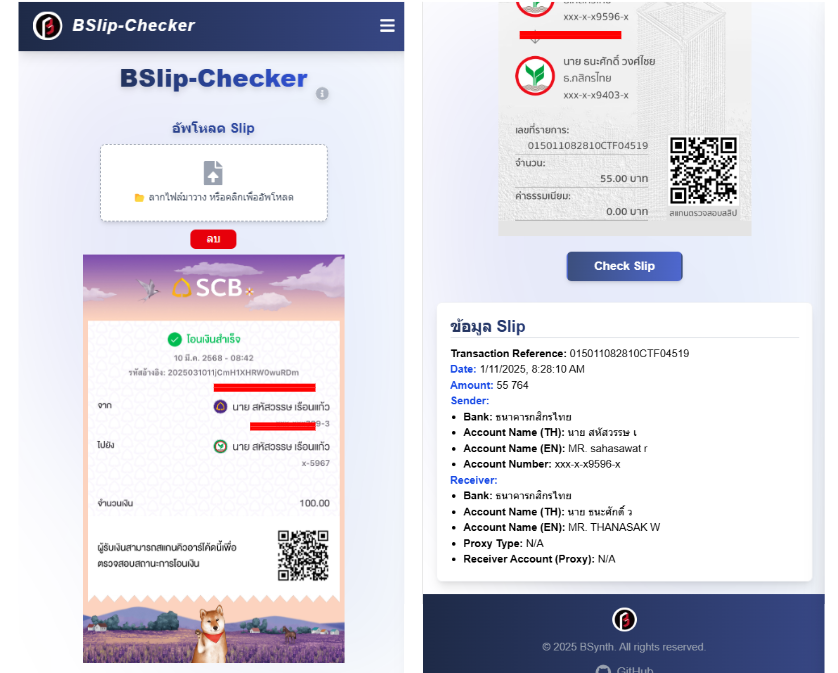 BSlip-Checker
BSlip-Checker
อัพโหลด Slip
ลากไฟล์มาวาง หรือคลิกเพื่ออัพโหลด
ลบ
SCB
โอนเงินสำเร็จ
10 มี.ค. 2568 - 08:42
รหัสอ้างอิง: 2025031011jCmH1XHRW0wuRDm
จาก
นาย สหัสวรรษ เรือนแก้ว
ไปยัง
นาย สหัสวรรษ เรือนแก้ว
x-5967
จำนวนเงิน
100.00
ผู้รับเงินสามารถสแกนคิวอาร์โค้ดนี้เพื่อ
ตรวจสอบสถานะการโอนเงิน
xxx-x-x9596-x
นาย ธนะศักดิ์ วงศ์ไชย
ธ.กสิกรไทย
xxx-x-x9403-x
เลขที่รายการ:
015011082810CTF04519
จำนวน:
55.00 บาท
ค่าธรรมเนียม:
0.00 บาท
สแกนตรวจสอบสลิป
Check Slip
ข้อมูล Slip
Transaction Reference: 015011082810CTF04519
Date: 1/11/2025, 8:28:10 AM
Amount: 55 764
Sender:
Bank: ธนาคารกสิกรไทย
Account Name (TH): นาย สหัสวรรษ เ
Account Name (EN): MR. sahasawat r
Account Number: xxx-x-x9596-x
Receiver:
Bank: ธนาคารกสิกรไทย
Account Name (TH): นาย ธนะศักดิ์ ว
Account Name (EN): MR. THANASAK W
Proxy Type: N/A
Receiver Account (Proxy): N/A
© 2025 BSynth. All rights reserved.
GitHub